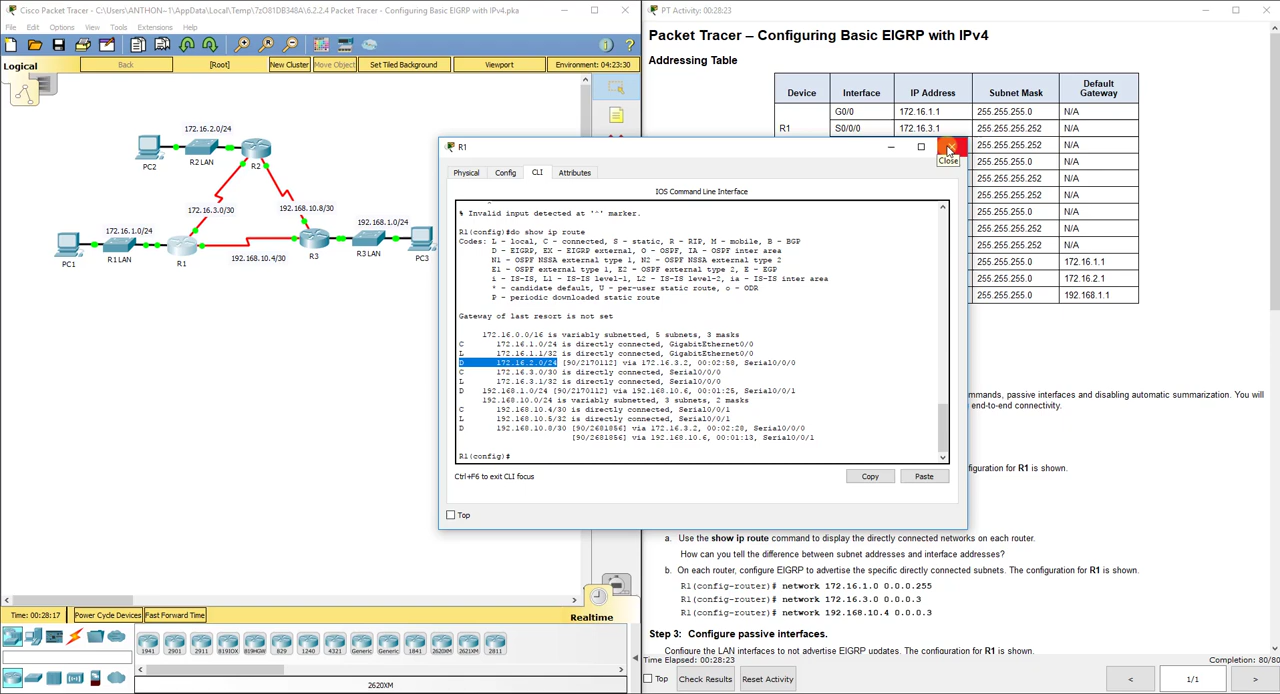 Cisco Packet Tracer - C:\Users\ANTHON~1\AppData\Local\Temp\7zO81DB348A\6.2.2.4 Packet Tracer - Configuring Basic EIGRP with IPv4.pka
File Edit Options View Tools Extensions Help
Logical
Back
[Root]
New Cluster
Move Object
Set Tiled Background
Viewport
Environment: 04:23:30
172.16.2.0/24
PC2
R2 LAN
R2
172.16.3.0/30
192.168.10.8/30
172.16.1.0/24
192.168.1.0/24
PC1
R1 LAN
R1
192.168.10.4/30
R3
R3 LAN
PC3
R1
Close
Physical Config CLI Attributes
IOS Command Line Interface
% Invalid input detected at '^' marker.
R1(config)#do show ip route
Codes: L - local, C - connected, S - static, R - RIP, M - mobile, B - BGP
D - EIGRP, EX - EIGRP external, O - OSPF, IA - OSPF inter area
N1 - OSPF NSSA external type 1, N2 - OSPF NSSA external type 2
E1 - OSPF external type 1, E2 - OSPF external type 2, E - EGP
i - IS-IS, L1 - IS-IS level-1, L2 - IS-IS level-2, ia - IS-IS inter area
* - candidate default, U - per-user static route, o - ODR
P - periodic downloaded static route
Gateway of last resort is not set
172.16.0.0/16 is variably subnetted, 5 subnets, 3 masks
C 172.16.1.0/24 is directly connected, GigabitEthernet0/0
L 172.16.1.1/32 is directly connected, GigabitEthernet0/0
D 172.16.2.0/24 [90/2170112] via 172.16.3.2, 00:02:58, Serial0/0/0
C 172.16.3.0/30 is directly connected, Serial0/0/0
L 172.16.3.1/32 is directly connected, Serial0/0/0
D 192.168.1.0/24 [90/2170112] via 192.168.10.6, 00:01:25, Serial0/0/1
192.168.10.0/24 is variably subnetted, 3 subnets, 2 masks
C 192.168.10.4/30 is directly connected, Serial0/0/1
L 192.168.10.5/32 is directly connected, Serial0/0/1
D 192.168.10.8/30 [90/2681856] via 172.16.3.2, 00:02:28, Serial0/0/0
[90/2681856] via 192.168.10.6, 00:01:13, Serial0/0/1
R1(config)#
Ctrl+F6 to exit CLI focus
Copy
Paste
Top
Time: 00:28:17
Power Cycle Devices
Fast Forward Time
Realtime
1941 2901 2911 819IOX 819HGW 829 1240 4321 Generic Generic 1841 2620XM 2621XM 2811
2620XM
PT Activity: 00:28:23
Packet Tracer – Configuring Basic EIGRP with IPv4
Addressing Table
Device Interface IP Address Subnet Mask Default Gateway
R1 G0/0 172.16.1.1 255.255.255.0 N/A
S0/0/0 172.16.3.1 255.255.255.252 N/A
255.255.255.252 N/A
255.255.255.0 N/A
255.255.255.252 N/A
255.255.255.252 N/A
255.255.255.0 N/A
255.255.255.252 N/A
255.255.255.252 N/A
255.255.255.0 172.16.1.1
255.255.255.0 172.16.2.1
255.255.255.0 192.168.1.1
mmands, passive interfaces and disabling automatic summarization. You will
end-to-end connectivity.
figuration for R1 is shown.
a. Use the show ip route command to display the directly connected networks on each router.
How can you tell the difference between subnet addresses and interface addresses?
b. On each router, configure EIGRP to advertise the specific directly connected subnets. The configuration for R1 is shown.
R1(config-router)# network 172.16.1.0 0.0.0.255
R1(config-router)# network 172.16.3.0 0.0.0.3
R1(config-router)# network 192.168.10.4 0.0.0.3
Step 3: Configure passive interfaces.
Configure the LAN interfaces to not advertise EIGRP updates. The configuration for R1 is shown.
Time Elapsed: 00:28:23
Completion: 80/80
Top
Check Results
Reset Activity
<
1/1
>